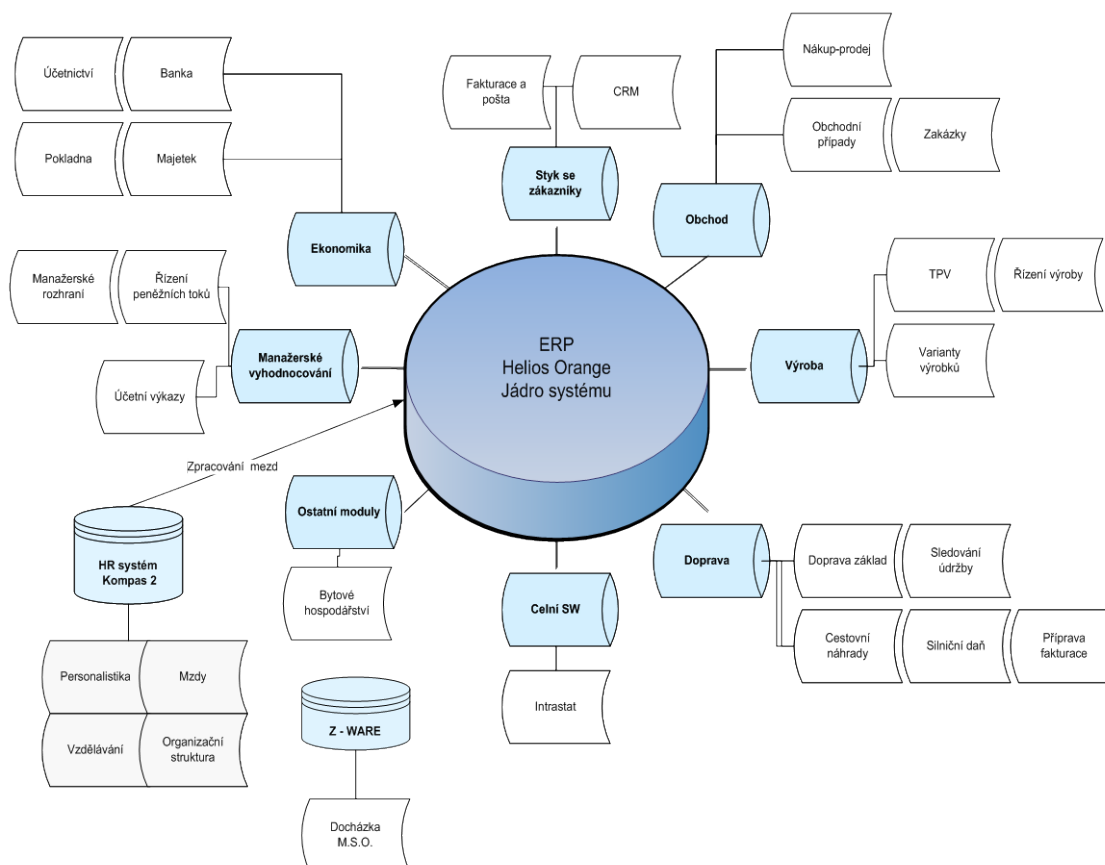 Účetnictví
Banka
Pokladna
Majetek
Ekonomika
Fakturace a
pošta
CRM
Styk se
zákazníky
Nákup-prodej
Obchodní
případy
Zakázky
Obchod
Manažerské
rozhraní
Řízení
peněžních toků
Manažerské
vyhodnocování
Účetní výkazy
ERP
Helios Orange
Jádro systému
TPV
Řízení výroby
Výroba
Varianty
výrobků
Zpracování mezd
HR systém
Kompas 2
Personalistika
Mzdy
Vzdělávání
Organizační
struktura
Ostatní moduly
Bytové
hospodářství
Z - WARE
Docházka
M.S.O.
Celní SW
Intrastat
Doprava
Doprava základ
Sledování
údržby
Cestovní
náhrady
Silniční daň
Příprava
fakturace